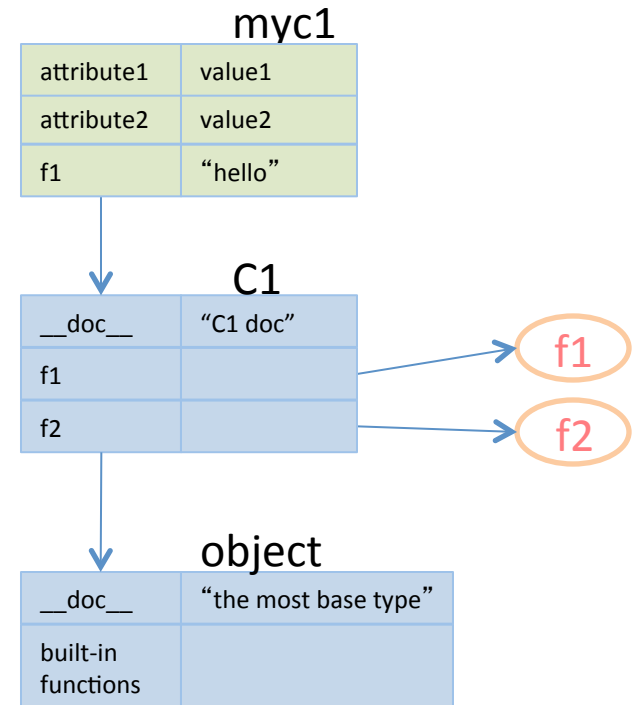 myc1
attribute1 value1
attribute2 value2
f1 “hello”
C1
__doc__ “C1 doc”
f1
f2
f1
f2
object
__doc__ “the most base type”
built-in
functions